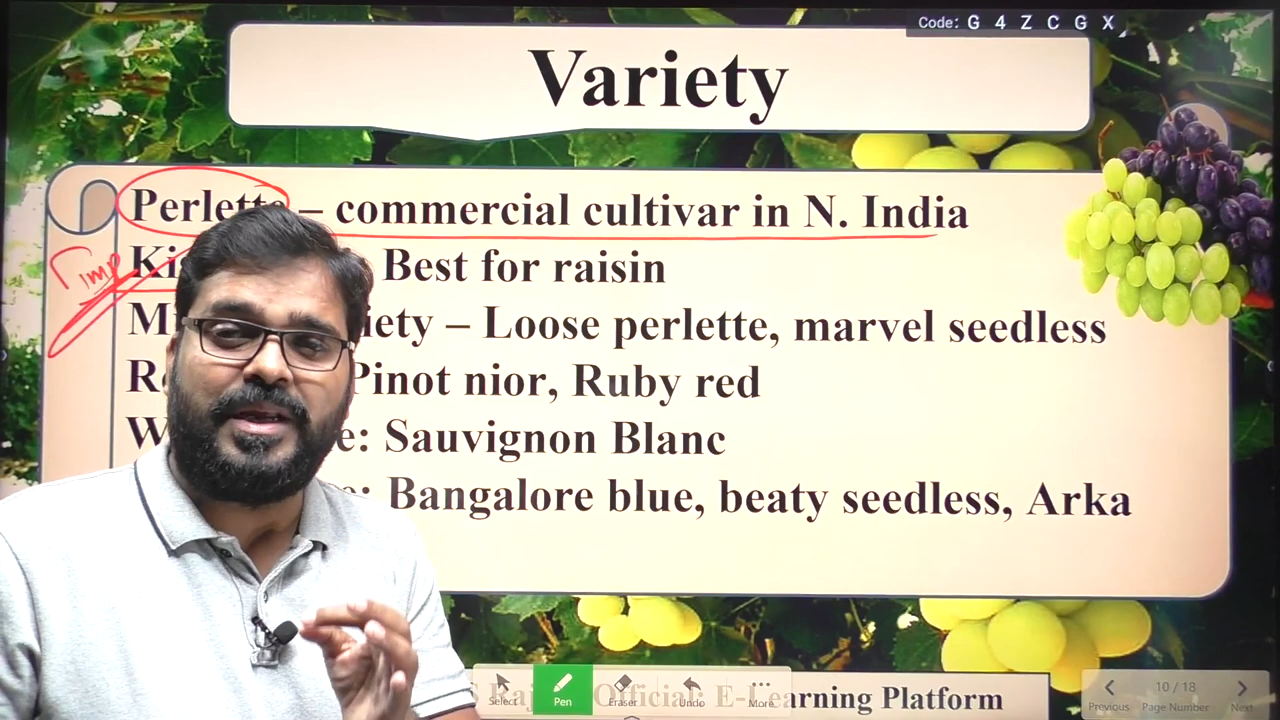 Code: G 4 Z C G X
Variety
Perlette – commercial cultivar in N. India
Imp
Best for raisin
– Loose perlette, marvel seedless
Pinot nior, Ruby red
Sauvignon Blanc
Bangalore blue, beaty seedless, Arka
Official: E-Learning Platform
Select
Pen
Eraser
Undo
More
Previous
10 / 18
Page Number
Next